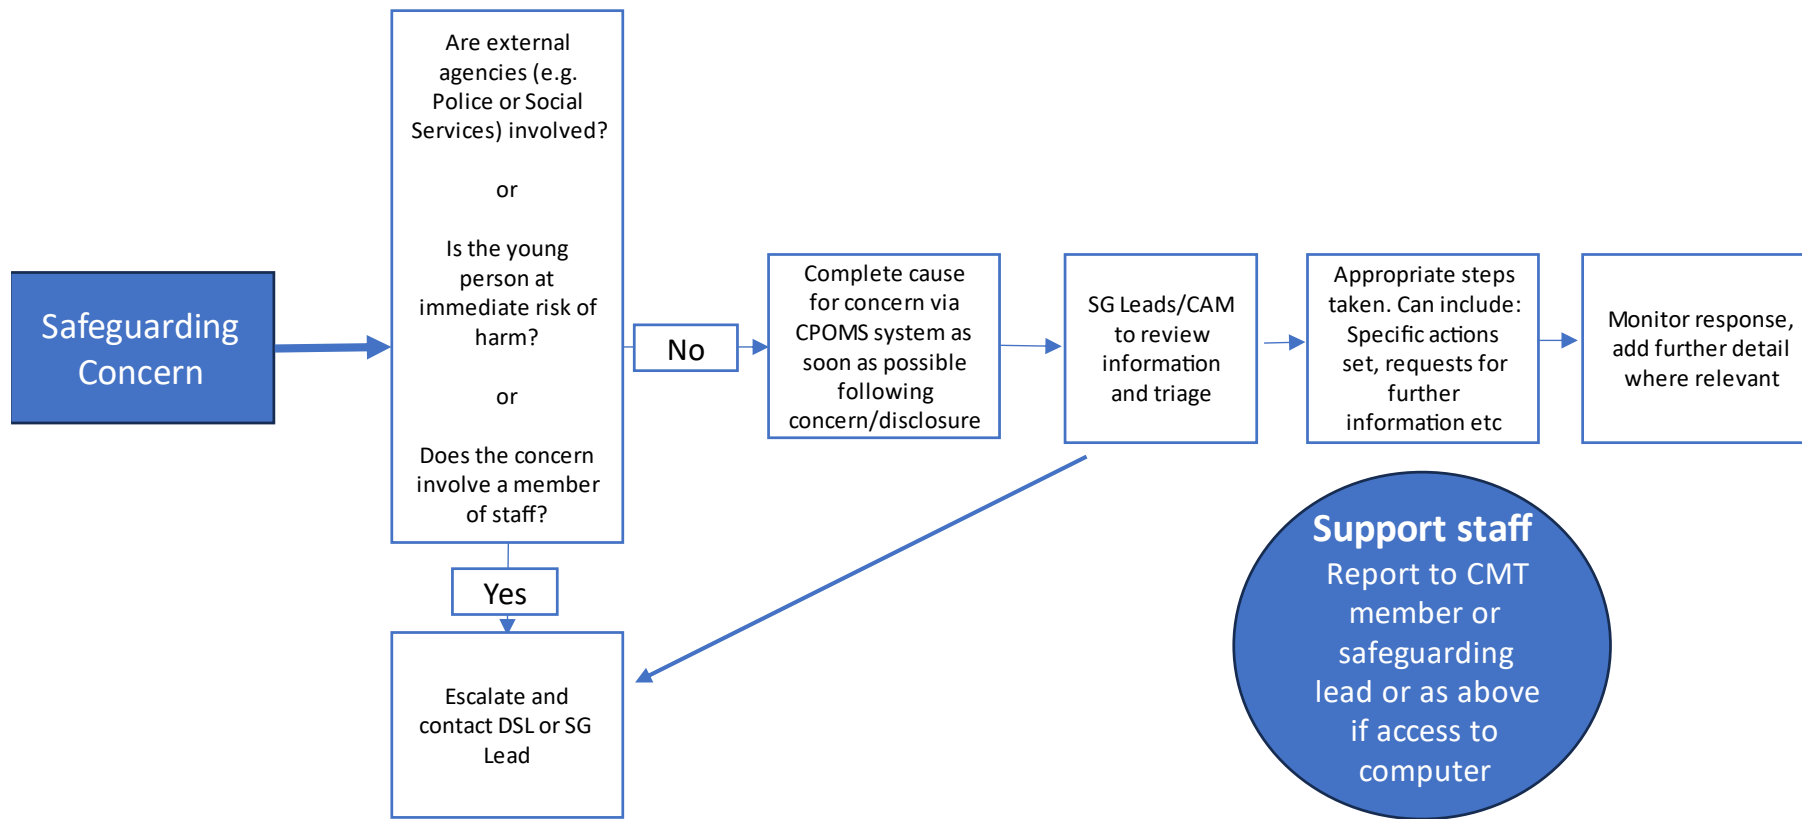 Safeguarding
Concern
Are external
agencies (e.g.
Police or Social
Services) involved?
or
Is the young
person at
immediate risk of
harm?
or
Does the concern
involve a member
of staff?
No
Yes
Escalate and
contact DSL or SG
Lead
Complete cause
for concern via
CPOMS system as
soon as possible
following
concern/disclosure
SG Leads/CAM
to review
information
and triage
Appropriate steps
taken. Can include:
Specific actions
set, requests for
further
information etc
Monitor response,
add further detail
where relevant
Support staff
Report to CMT
member or
safeguarding
lead or as above
if access to
computer